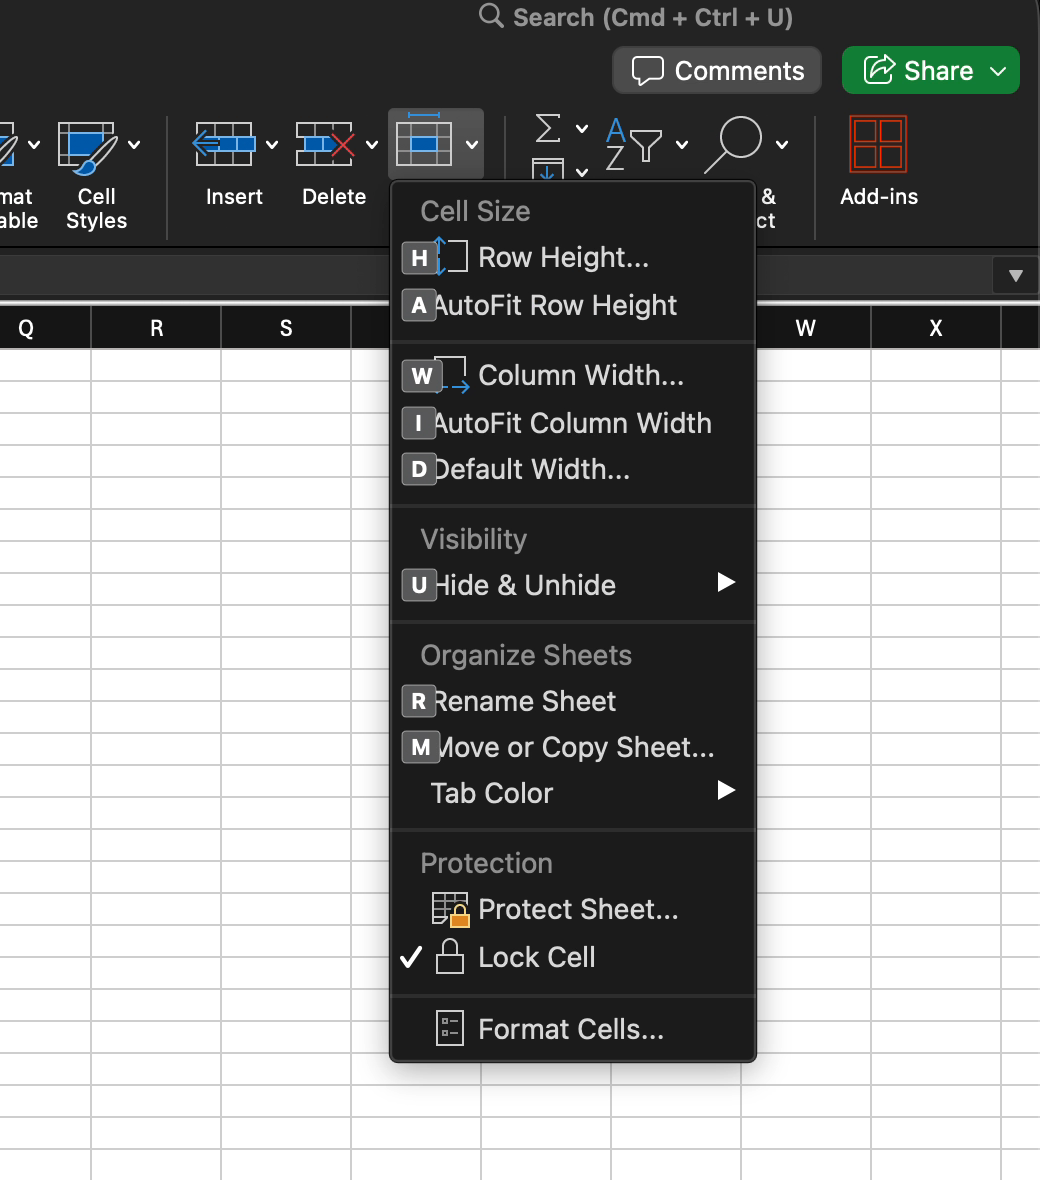 Search (Cmd + Ctrl + U)
Comments
Share
mat
able
Cell
Styles
Insert
Delete
A
Z
&
ct
Add-ins
Cell Size
H Row Height...
A AutoFit Row Height
W Column Width...
I AutoFit Column Width
D Default Width...
Visibility
U Hide & Unhide
Organize Sheets
R Rename Sheet
M Move or Copy Sheet...
Tab Color
Protection
Protect Sheet...
Lock Cell
Format Cells...
Q R S W X